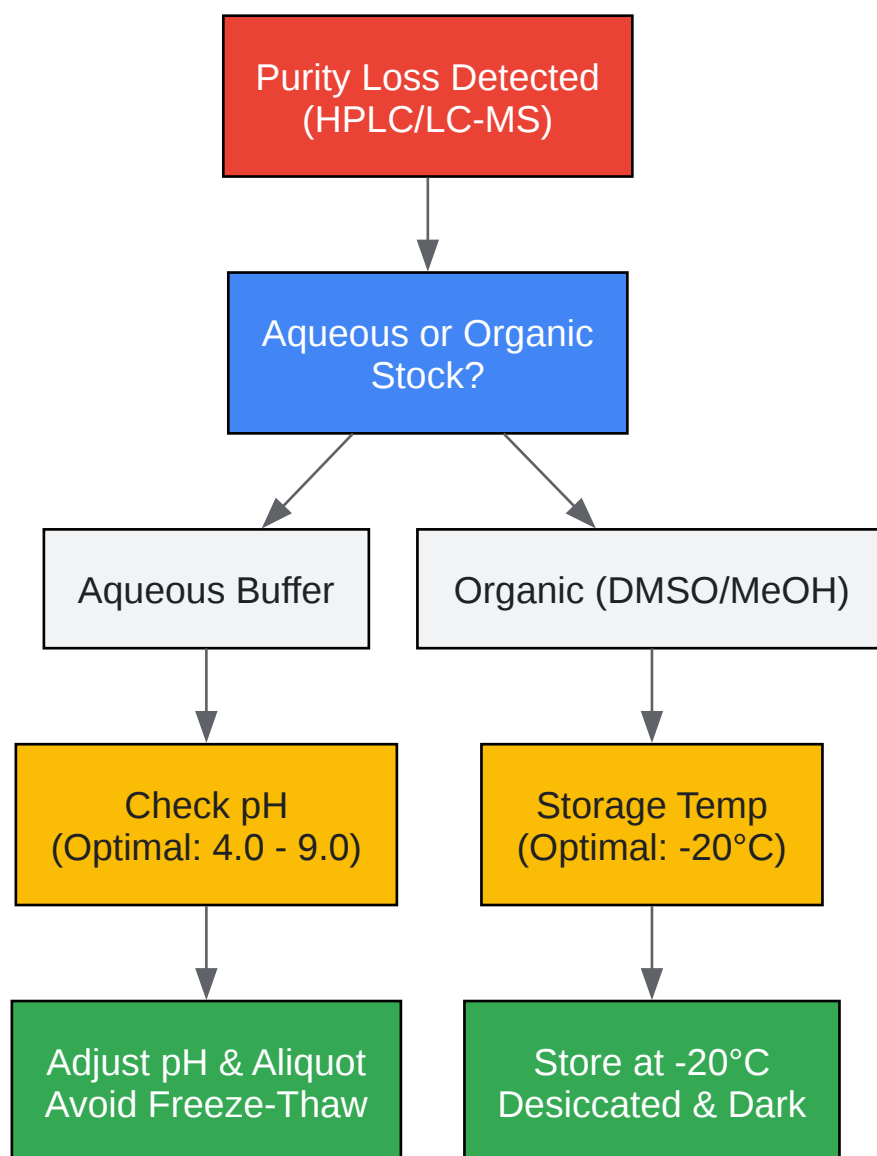 Purity Loss Detected
(HPLC/LC-MS)
Aqueous or Organic
Stock?
Aqueous Buffer
Organic (DMSO/MeOH)
Check pH
(Optimal: 4.0 - 9.0)
Storage Temp
(Optimal: -20°C)
Adjust pH & Aliquot
Avoid Freeze-Thaw
Store at -20°C
Desiccated & Dark